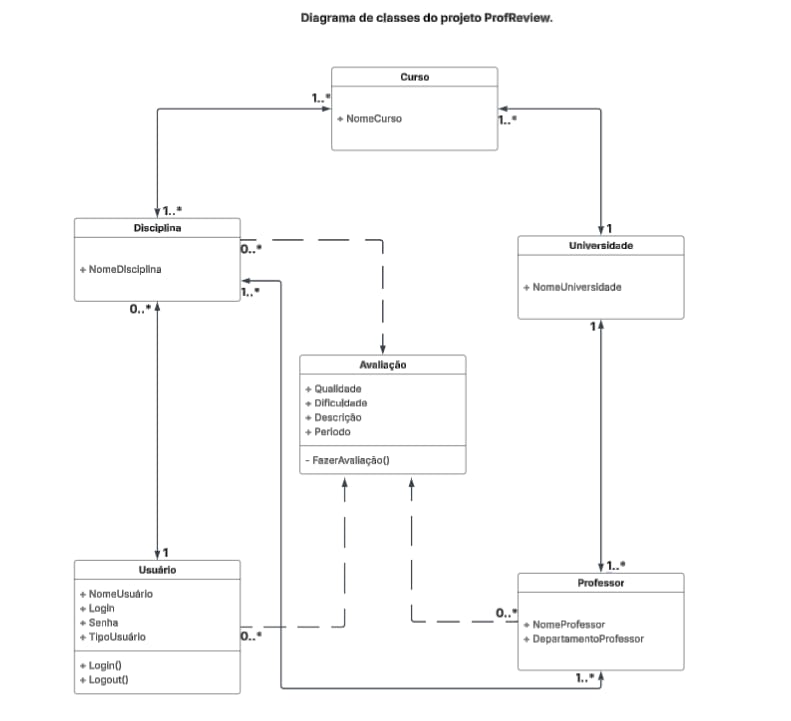 Diagrama de classes do projeto ProfReview.
Curso
1..*
+ NomeCurso
1..*
1..*
Disciplina
0..*
+ NomeDisciplina
1..*
0..*
1
Universidade
+ NomeUniversidade
1
Avaliação
+ Qualidade
+ Dificuldade
+ Descrição
+ Período
- FazerAvaliação()
1
Usuário
+ NomeUsuário
+ Login
+ Senha
+ TipoUsuário
0..*
+ Login()
+ Logout()
1..*
Professor
0..*
+ NomeProfessor
+ DepartamentoProfessor
1..*